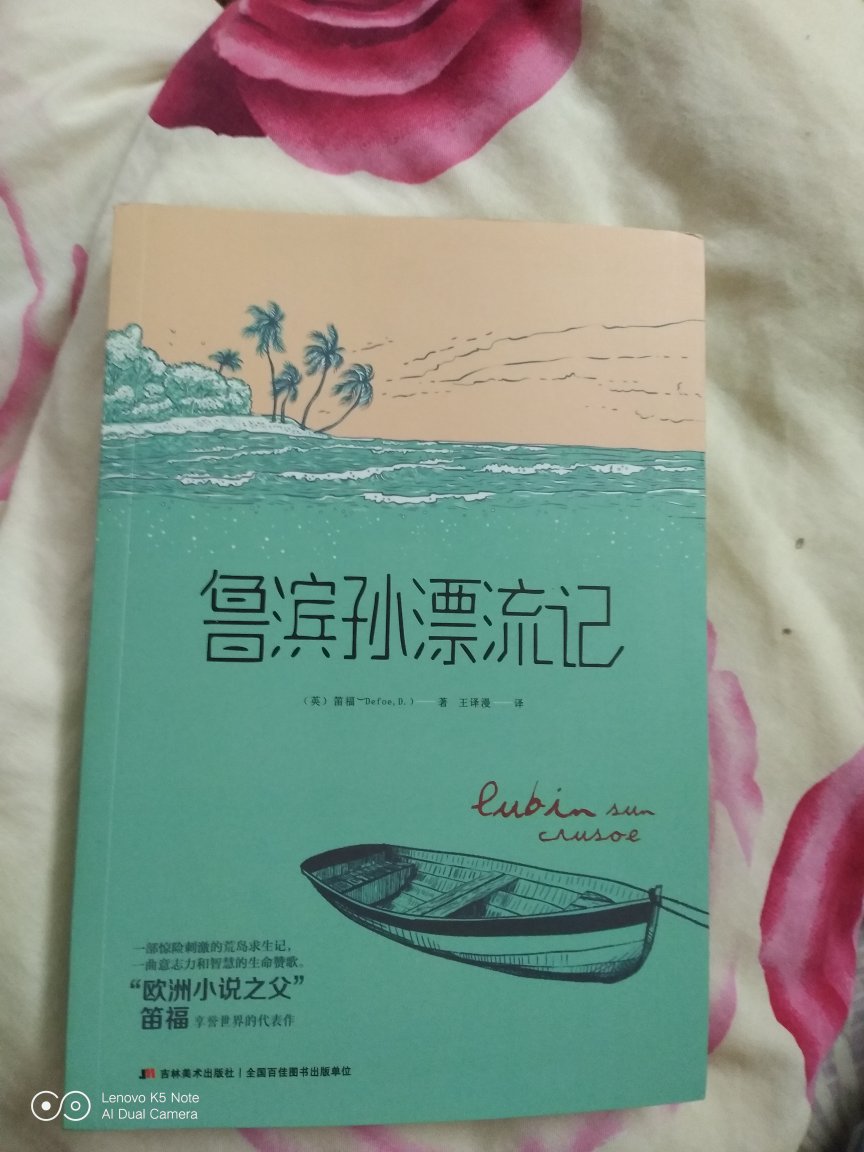 鲁滨孙漂流记
（英）笛福（Defoe,D.）——著 王译漫——译
lubin sun
crusoe
一部惊险刺激的荒岛求生记，
一曲意志力和智慧的生命赞歌。
“欧洲小说之父”
笛福 享誉世界的代表作
吉林美术出版社｜全国百佳图书出版单位
Lenovo K5 Note
AI Dual Camera